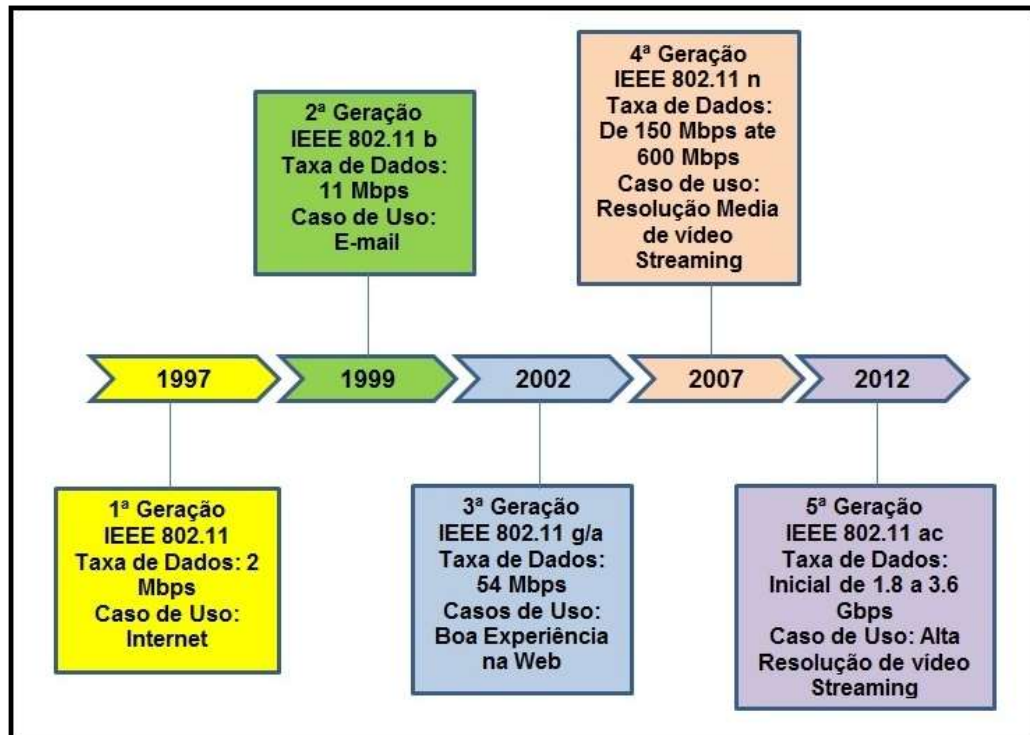 1ª Geração
IEEE 802.11
Taxa de Dados: 2
Mbps
Caso de Uso:
Internet
2ª Geração
IEEE 802.11 b
Taxa de Dados:
11 Mbps
Caso de Uso:
E-mail
3ª Geração
IEEE 802.11 g/a
Taxa de Dados:
54 Mbps
Casos de Uso:
Boa Experiência
na Web
4ª Geração
IEEE 802.11 n
Taxa de Dados:
De 150 Mbps ate
600 Mbps
Caso de uso:
Resolução Media
de vídeo
Streaming
5ª Geração
IEEE 802.11 ac
Taxa de Dados:
Inicial de 1.8 a 3.6
Gbps
Caso de Uso: Alta
Resolução de vídeo
Streaming
1997
1999
2002
2007
2012